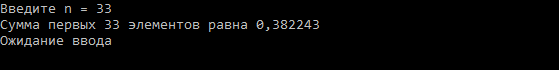 Введите n = 33
Сумма первых 33 элементов равна 0,382243
Ожидание ввода